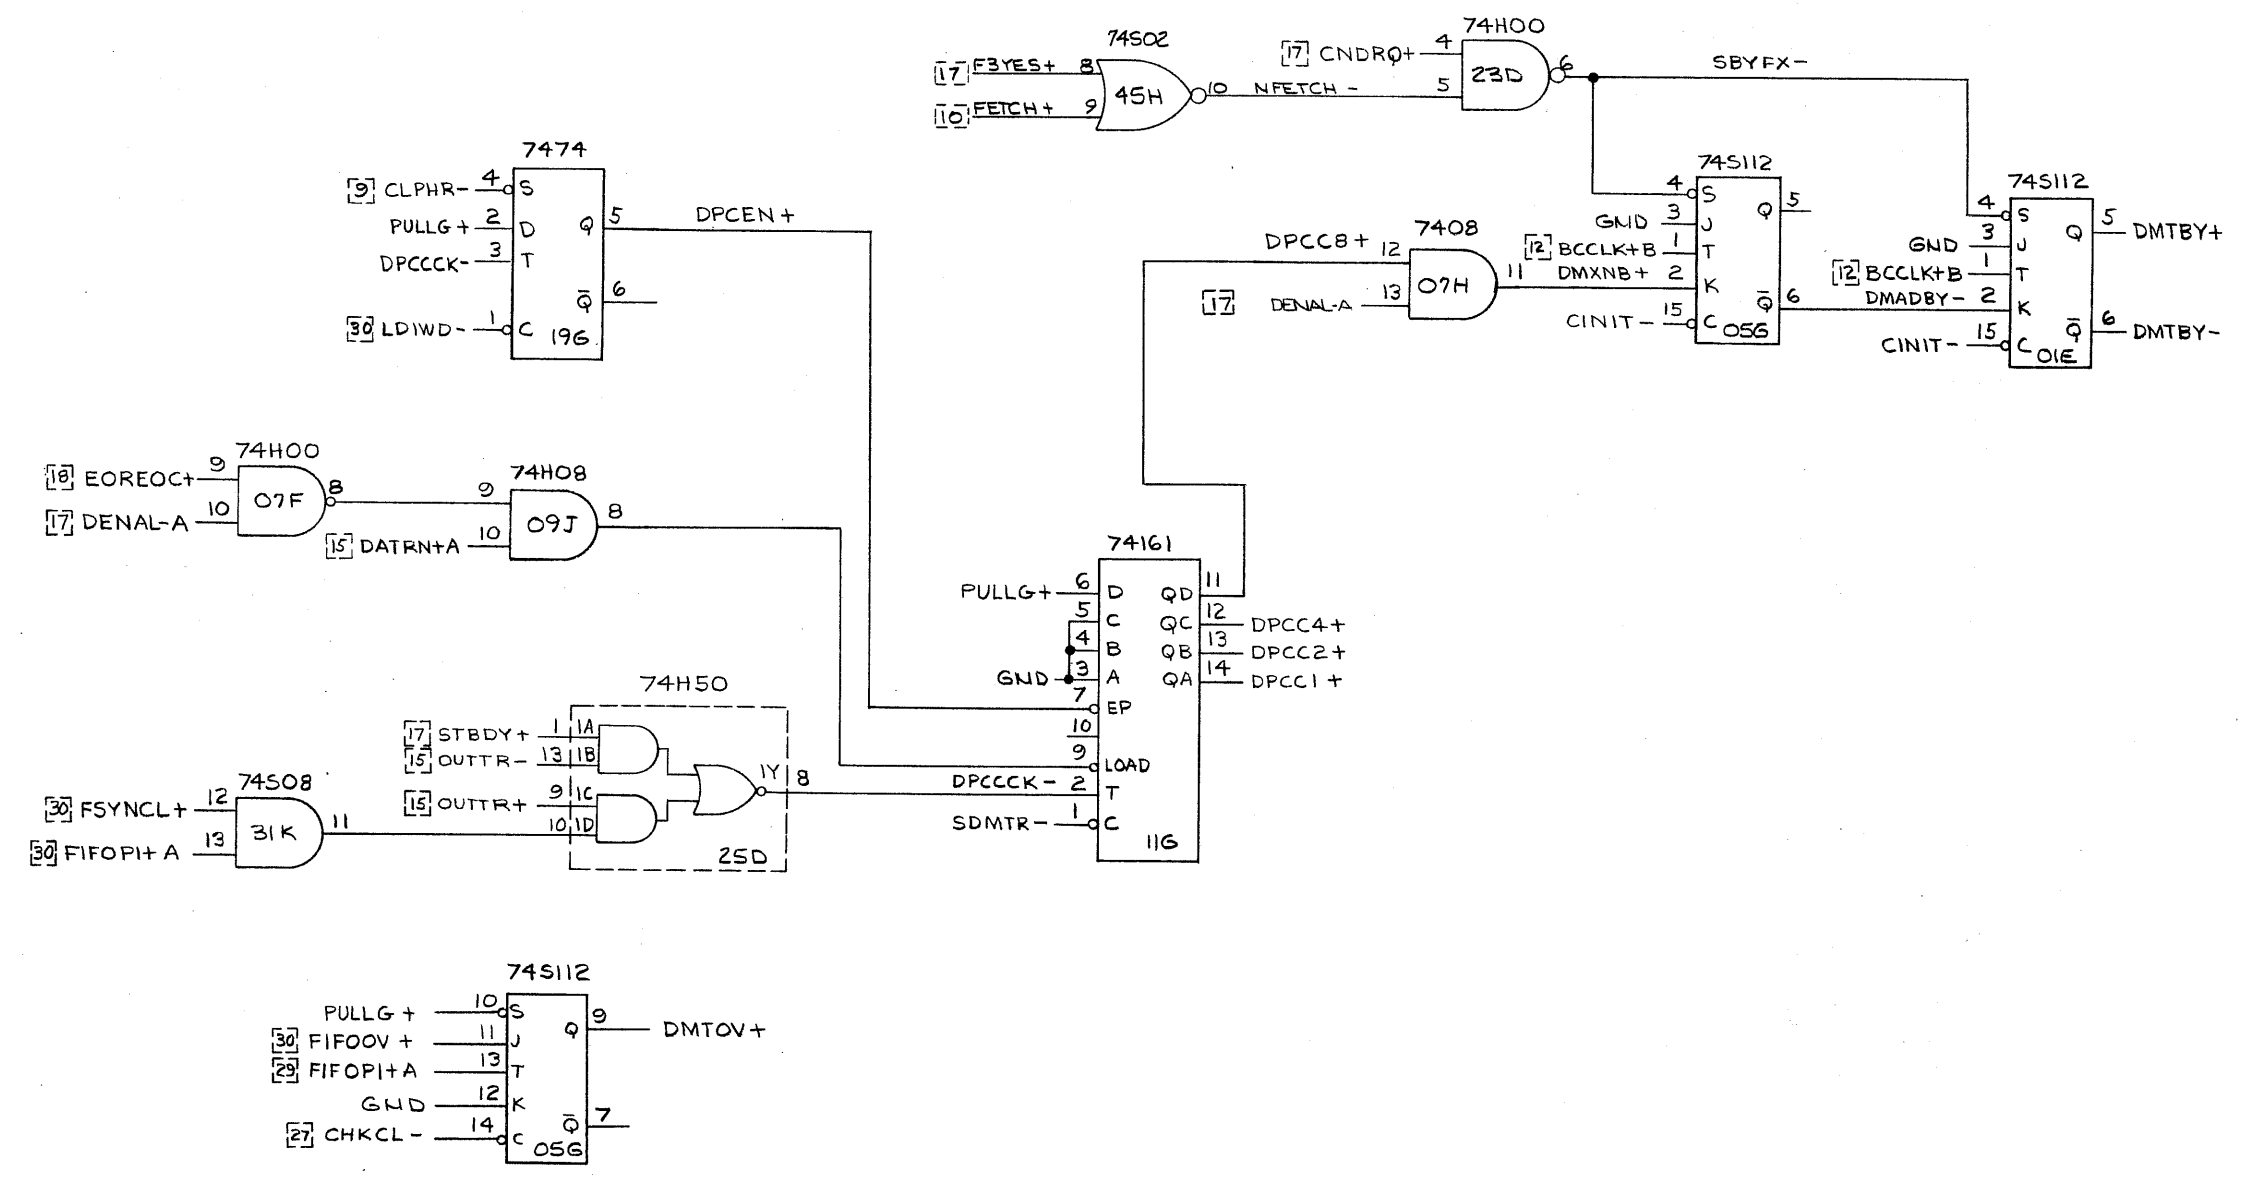 74S02
74H00
[17] F3YES+ 8
[10] FETCH+ 9
45H
10 NFETCH -
[17] CNDRQ+ 4
5
23D
6
SBYFX-
7474
[9] CLPHR- 4 S
PULLG+ 2 D
DPCCCK- 3 T
[30] LDIWD- 1 C
Q 5
Q̅ 6
19G
DPCEN+
DPCC8+ 12
[17] DENAL-A 13
7408
07H
11 DMXNB+ 2 K
74S112
4 S
GND 3 J
[12] BCCLK+B 1 T
CINIT- 15 C
Q 5
Q̅ 6
05G
74S112
4 S
GND 3 J
[12] BCCLK+B 1 T
DMADBY- 2 K
CINIT- 15 C
Q 5 DMTBY+
Q̅ 6 DMTBY-
01E
74H00
[18] EOREOC+ 9
[17] DENAL-A 10
07F
8
74H08
9
[15] DATRN+A 10
09J
8
74161
PULLG+ 6 D
5 C
4 B
GND 3 A
7 EP
10
9 LOAD
DPCCCK- 2 T
SDMTR- 1 C
QD 11
QC 12 DPCC4+
QB 13 DPCC2+
QA 14 DPCC1+
11G
74H50
[17] STBDY+ 1 1A
[15] OUTTR- 13 1B
[15] OUTTR+ 9 1C
10 1D
1Y 8
25D
74S08
[30] FSYNCL+ 12
[30] FIFOPI+A 13
31K
11
74S112
PULLG+ 10 S
[30] FIFOOV+ 11 J
[29] FIFOPI+A 13 T
GND 12 K
[27] CHKCL- 14 C
Q 9 DMTOV+
Q̅ 7
05G